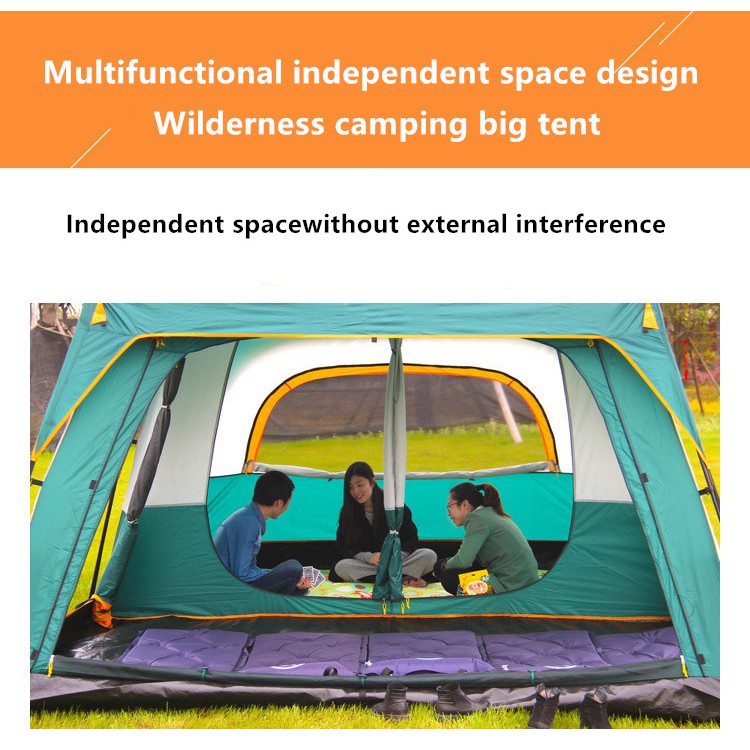 Multifunctional independent space design
Wilderness camping big tent
Independent spacewithout external interference